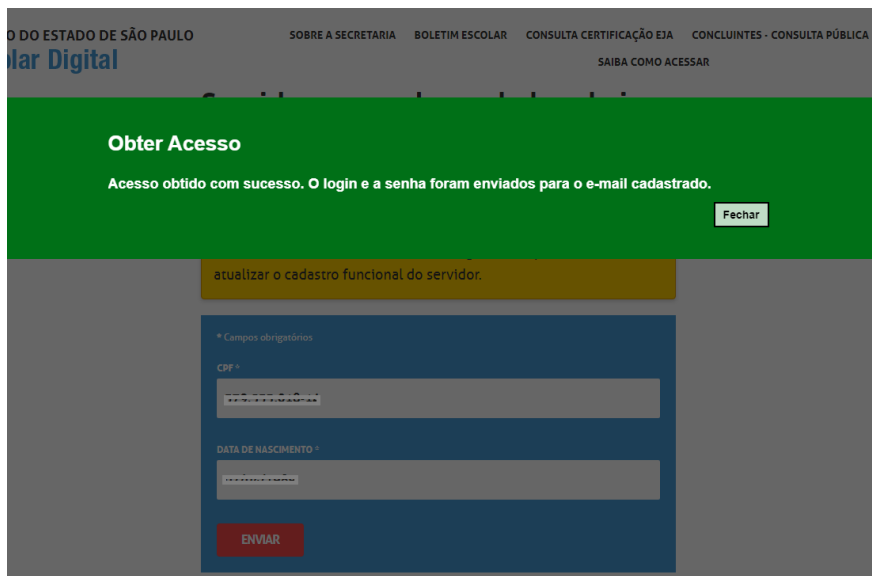 O DO ESTADO DE SÃO PAULO
olar Digital
SOBRE A SECRETARIA BOLETIM ESCOLAR CONSULTA CERTIFICAÇÃO EJA CONCLUINTES - CONSULTA PÚBLICA
SAIBA COMO ACESSAR
Obter Acesso
Acesso obtido com sucesso. O login e a senha foram enviados para o e-mail cadastrado.
Fechar
atualizar o cadastro funcional do servidor.
* Campos obrigatórios
CPF *
DATA DE NASCIMENTO *
ENVIAR